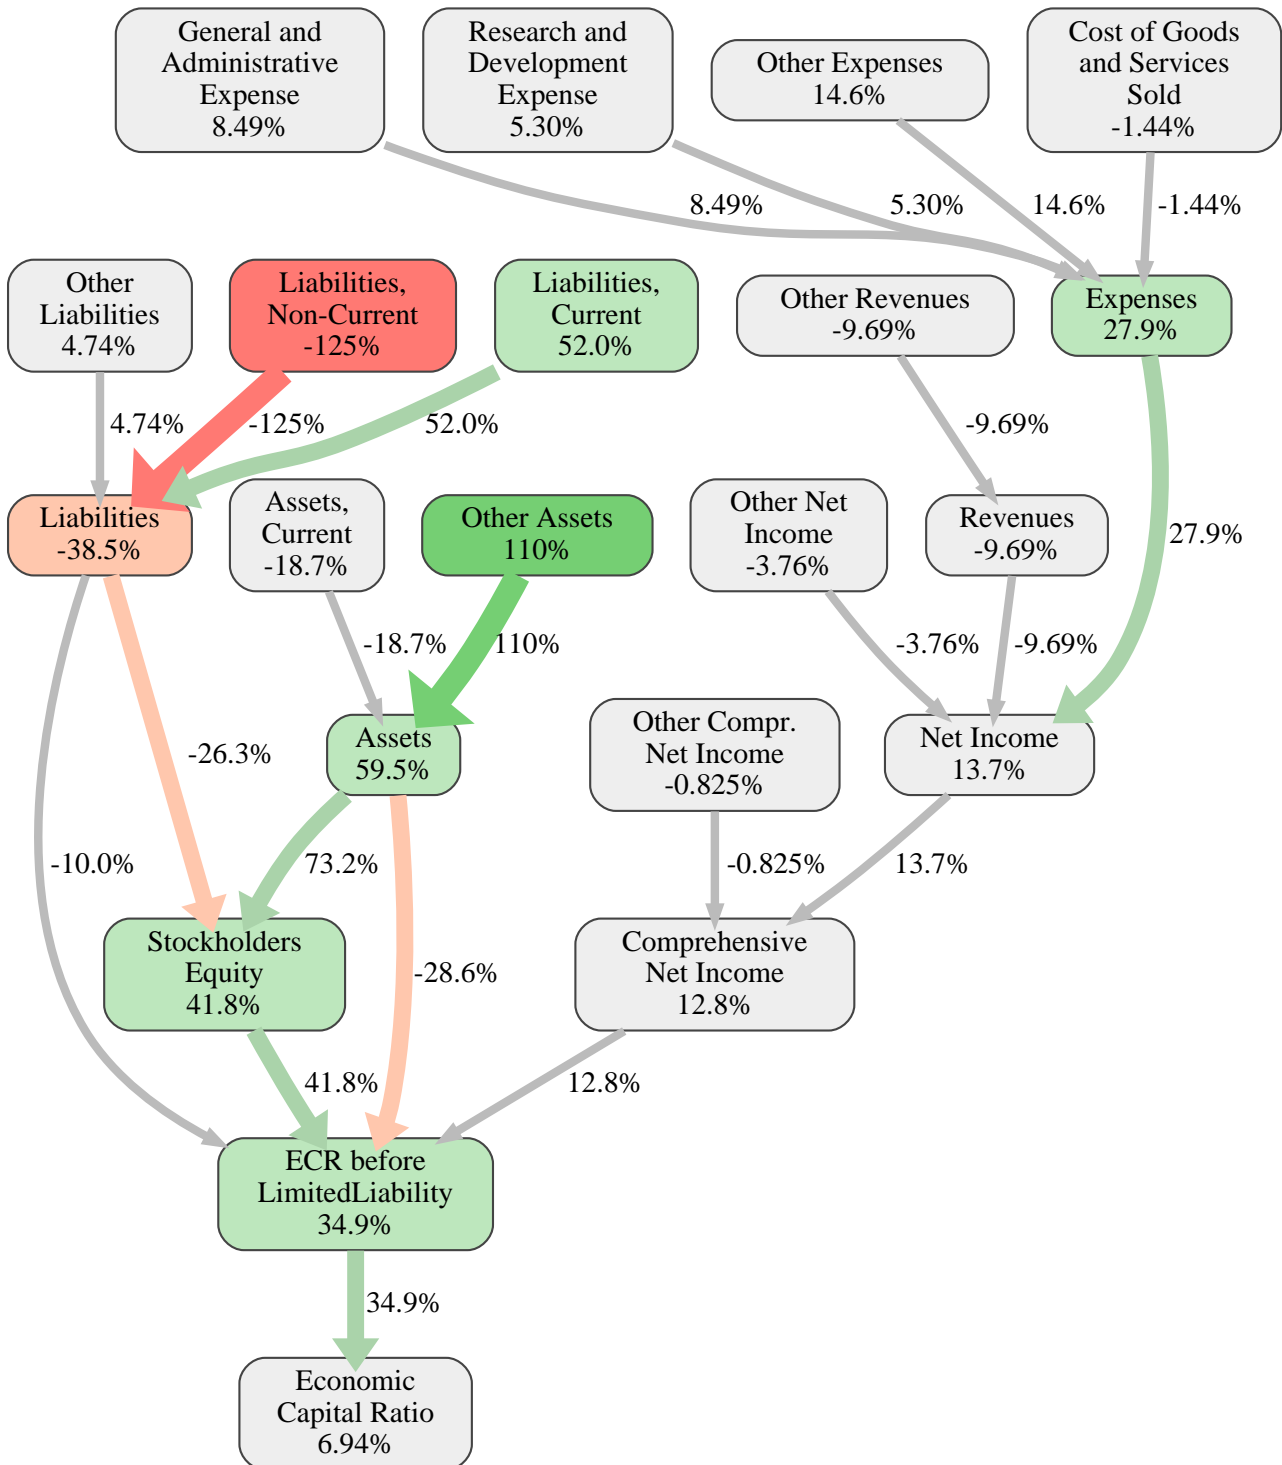 General and
Administrative
Expense
8.49%
Research and
Development
Expense
5.30%
Other Expenses
14.6%
Cost of Goods
and Services
Sold
-1.44%
8.49%
5.30%
14.6%
-1.44%
Other
Liabilities
4.74%
Liabilities,
Non-Current
-125%
Liabilities,
Current
52.0%
Other Revenues
-9.69%
Expenses
27.9%
4.74%
-125%
52.0%
-9.69%
Liabilities
-38.5%
Assets,
Current
-18.7%
Other Assets
110%
Other Net
Income
-3.76%
Revenues
-9.69%
27.9%
-18.7%
110%
-3.76%
-9.69%
-26.3%
Assets
59.5%
Other Compr.
Net Income
-0.825%
Net Income
13.7%
-10.0%
73.2%
-0.825%
13.7%
Stockholders
Equity
41.8%
-28.6%
Comprehensive
Net Income
12.8%
41.8%
12.8%
ECR before
LimitedLiability
34.9%
34.9%
Economic
Capital Ratio
6.94%